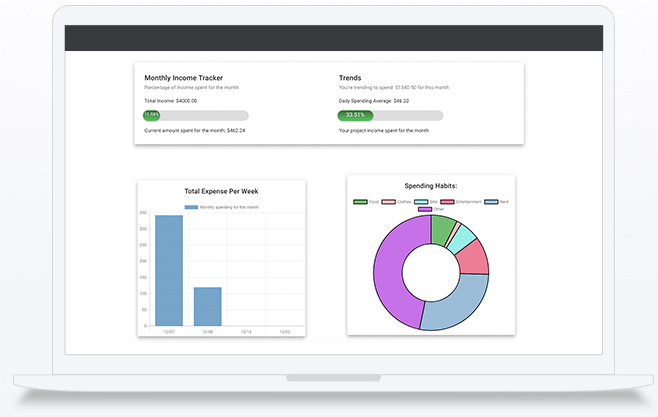 Monthly Income Tracker
Percentage of income spent for the month
Total Income: $4000.00
11.56%
Current amount spent for the month: $462.24
Trends
You're trending to spend: $1340.50 for this month
Daily Spending Average: $46.22
33.51%
Your project income spent for the month
Total Expense Per Week
Monthly spending for this month
350
300
250
200
150
100
50
0
12/01 12/08 12/15 12/22
Spending Habits:
Food Clothes Bills Entertainment Rent
Other